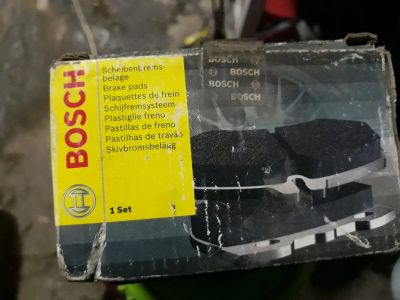 BOSCH
Scheibenbrems-
beläge
Brake pads
Plaquettes de frein
Schijfremsysteem
Plastiglie freno
Pastillas de freno
Pastilhas de travão
Skivbromsbelägg
1 Set
BOSCH
BOSCH
BOSCH
BOSCH